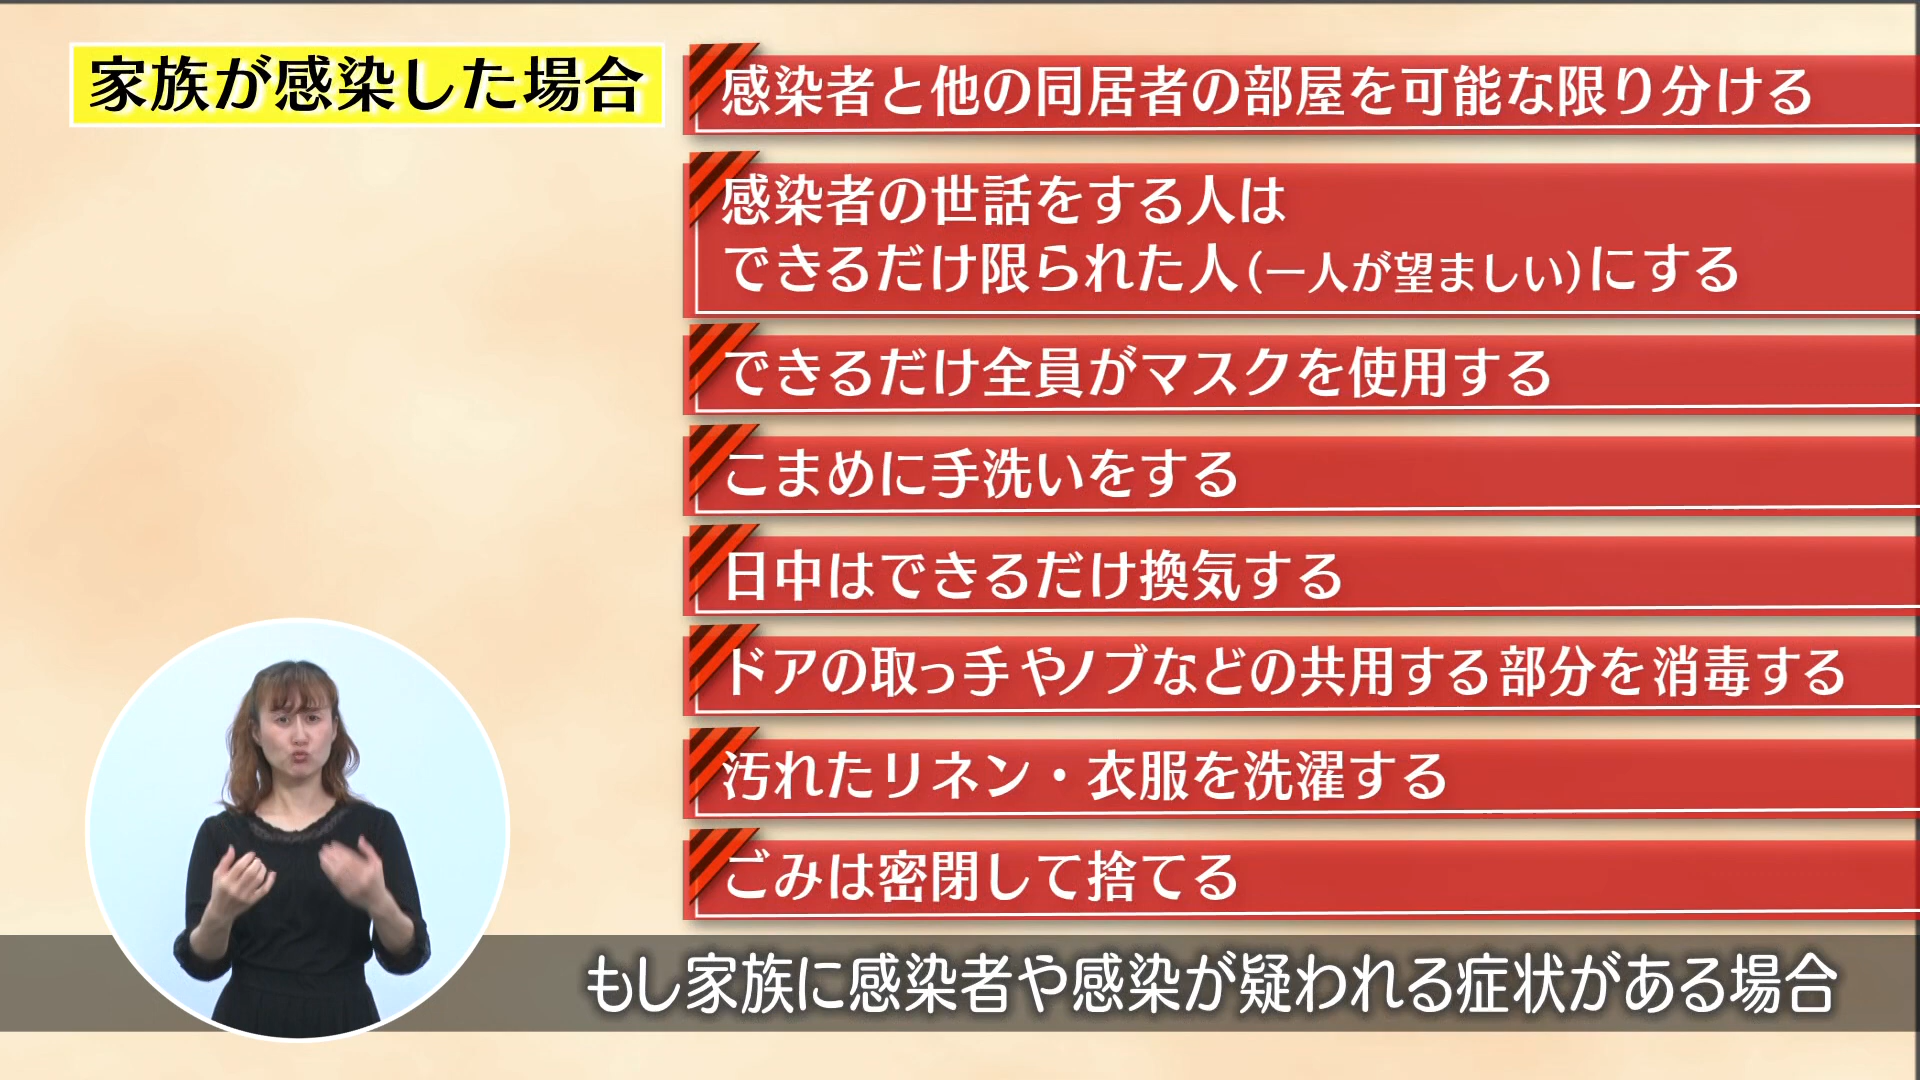 家族が感染した場合
感染者と他の同居者の部屋を可能な限り分ける
感染者の世話をする人は
できるだけ限られた人(一人が望ましい)にする
できるだけ全員がマスクを使用する
こまめに手洗いをする
日中はできるだけ換気する
ドアの取っ手やノブなどの共用する部分を消毒する
汚れたリネン・衣服を洗濯する
ごみは密閉して捨てる
もし家族に感染者や感染が疑われる症状がある場合